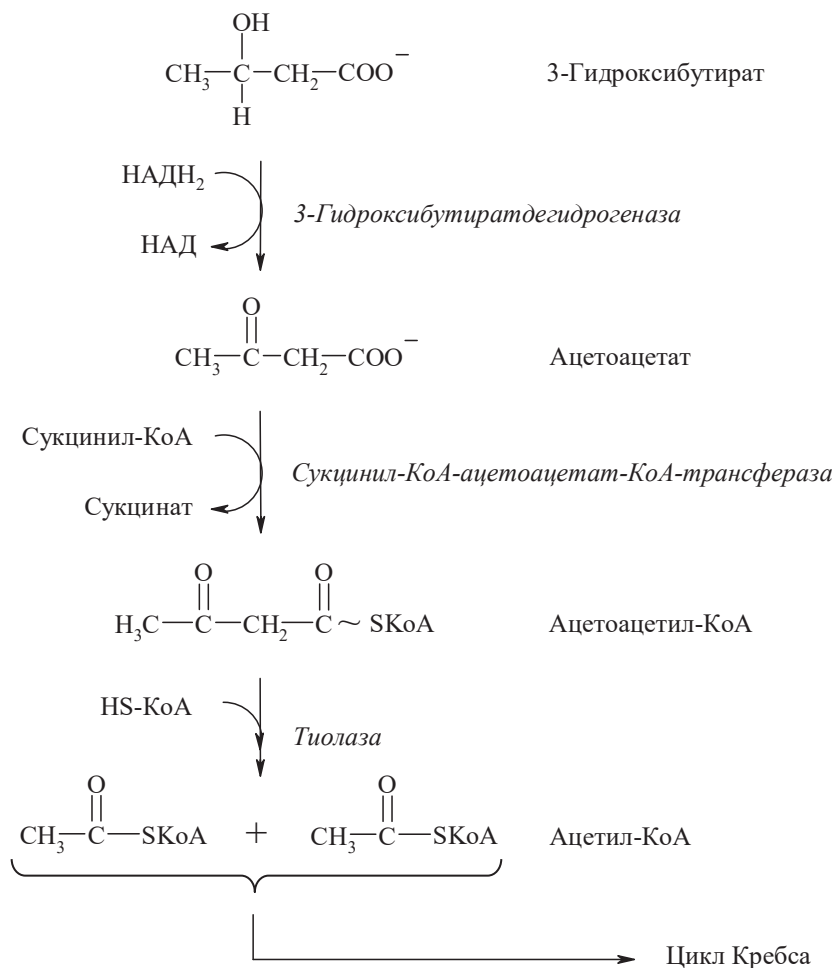 OH
CH₃—C—CH₂—COO⁻ 3-Гидроксибутират
H
НАДН₂
3-Гидроксибутиратдегидрогеназа
НАД
O
CH₃—C—CH₂—COO⁻ Ацетоацетат
Сукцинил-КоА
Сукцинил-КоА-ацетоацетат-КоА-трансфераза
Сукцинат
O O
H₃C—C—CH₂—C ~ SKoA Ацетоацетил-КоА
HS-КоА
Тиолаза
O O
CH₃—C—SKoA + CH₃—C—SKoA Ацетил-КоА
Цикл Кребса